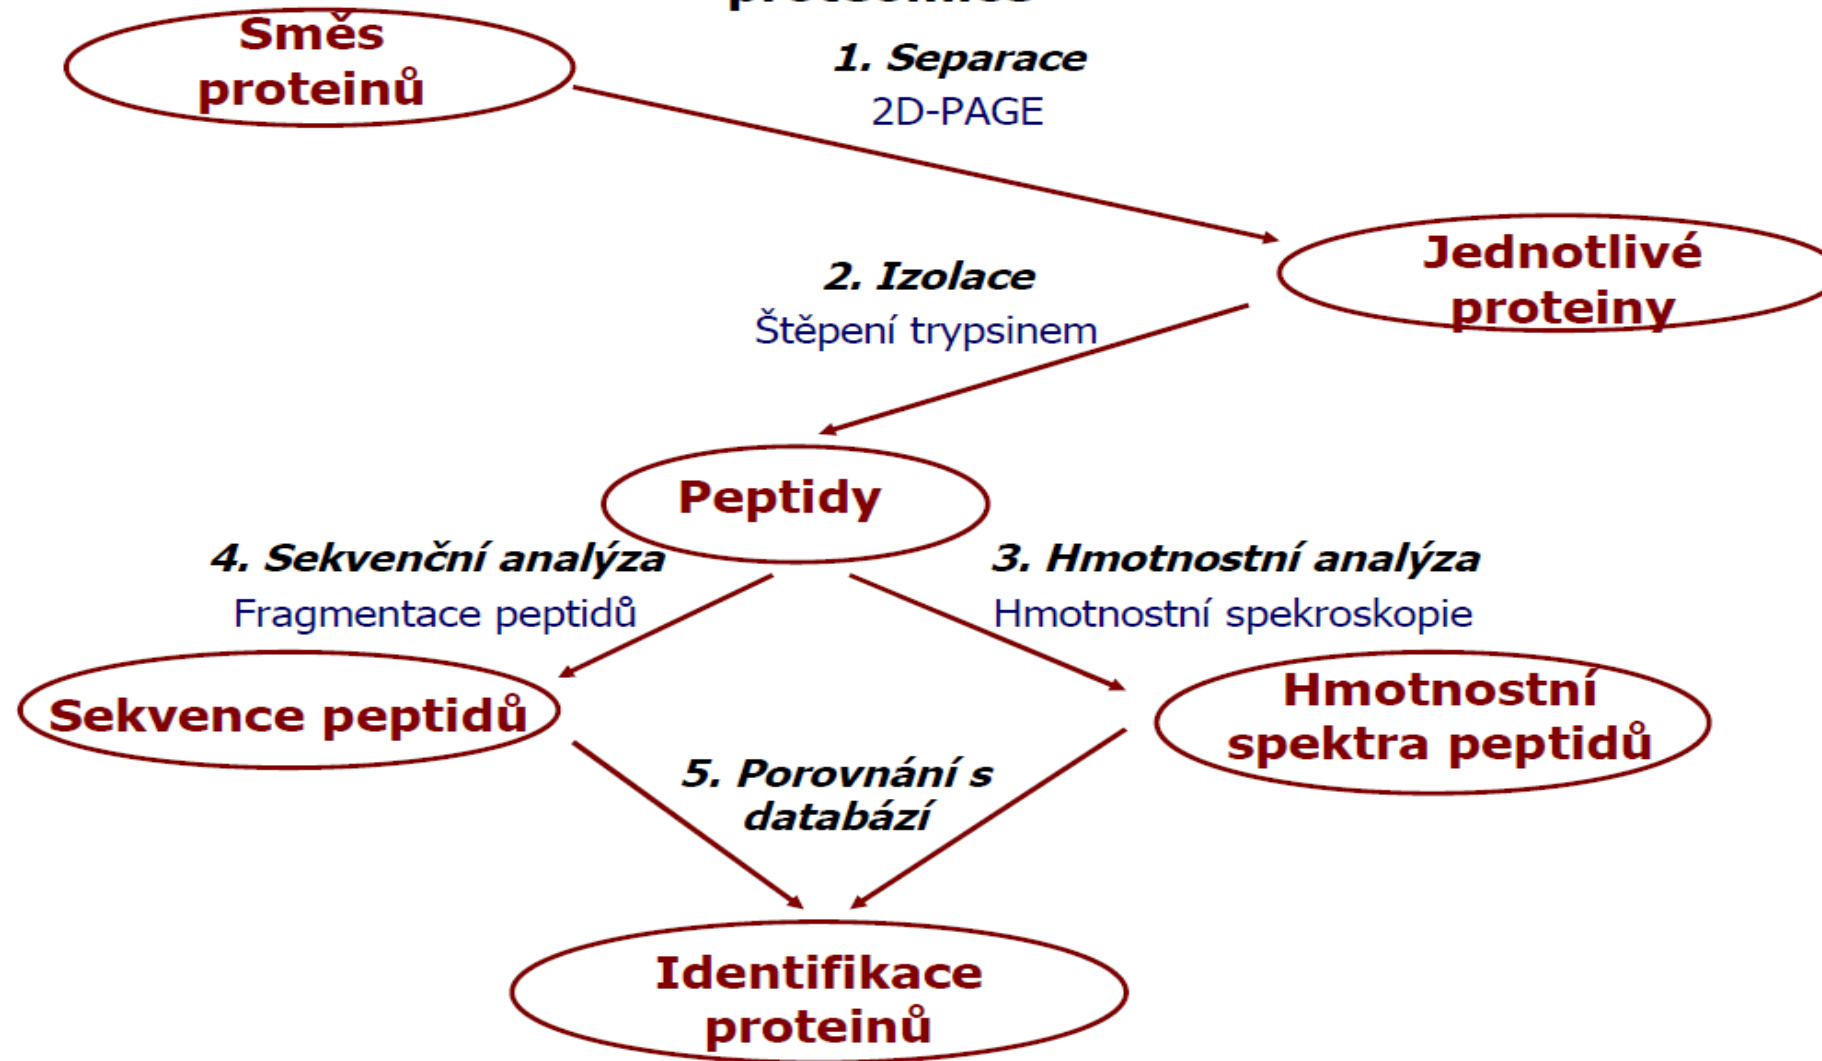 Směs
proteinů
1. Separace
2D-PAGE
Jednotlivé
proteiny
2. Izolace
Štěpení trypsinem
Peptidy
4. Sekvenční analýza
Fragmentace peptidů
3. Hmotnostní analýza
Hmotnostní spekroskopie
Sekvence peptidů
Hmotnostní
spektra peptidů
5. Porovnání s
databází
Identifikace
proteinů